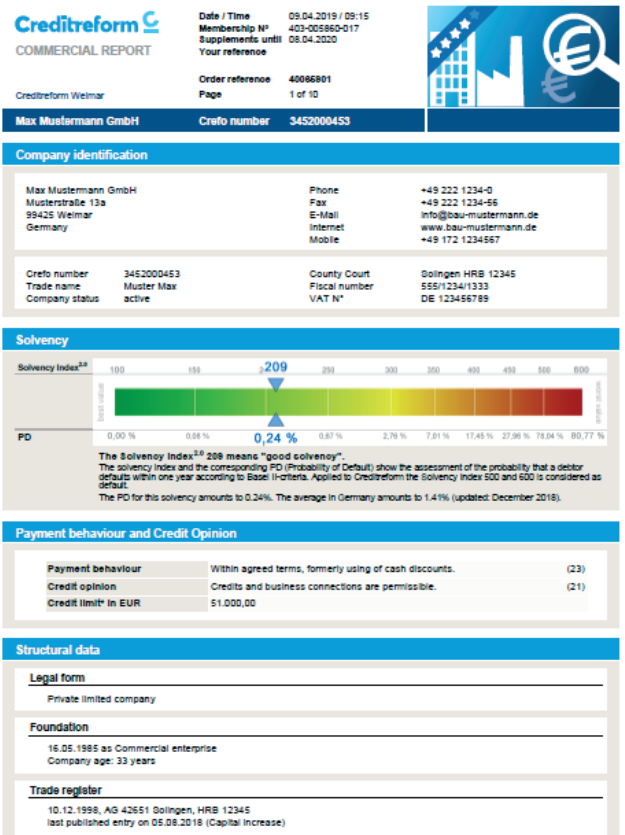 Creditreform C
COMMERCIAL REPORT
Creditreform Weimar
Date / Time 09.04.2019 / 09:15
Membership N° 403-005860-017
Supplements until 08.04.2020
Your reference
Order reference 40066801
Page 1 of 10
Max Mustermann GmbH Crefo number 3452000453
Company identification
Max Mustermann GmbH
Musterstraße 13a
99425 Weimar
Germany
Phone +49 222 1234-0
Fax +49 222 1234-56
E-Mail info@bau-mustermann.de
Internet www.bau-mustermann.de
Mobile +49 172 1234567
Crefo number 3452000453
Trade name Muster Max
Company status active
County Court Solingen HRB 12345
Fiscal number 555/1234/1333
VAT N° DE 123456789
Solvency
Solvency Index2.0 100 150 2 209 250 300 350 400 450 500 600
best value
worst value
PD 0,00 % 0,08 % 0,24 % 0,67 % 2,76 % 7,01 % 17,45 % 27,96 % 78,04 % 80,77 %
The Solvency Index2.0 209 means "good solvency".
The solvency index and the corresponding PD (Probability of Default) show the assessment of the probability that a debtor
defaults within one year according to Basel II-criteria. Applied to Creditreform the Solvency Index 500 and 600 is considered as
default.
The PD for this solvency amounts to 0.24%. The average in Germany amounts to 1.41% (updated: December 2018).
Payment behaviour and Credit Opinion
Payment behaviour Within agreed terms, formerly using of cash discounts. (23)
Credit opinion Credits and business connections are permissible. (21)
Credit limit* in EUR 51.000,00
Structural data
Legal form
Private limited company
Foundation
16.05.1985 as Commercial enterprise
Company age: 33 years
Trade register
10.12.1998, AG 42651 Solingen, HRB 12345
last published entry on 05.08.2018 (Capital Increase)